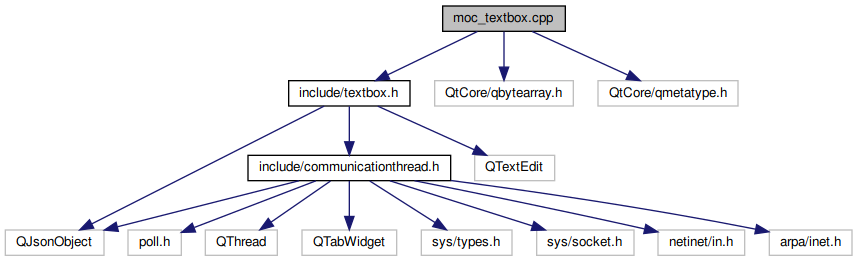 moc_textbox.cpp
include/textbox.h
QtCore/qbytearray.h
QtCore/qmetatype.h
include/communicationthread.h
QTextEdit
QJsonObject
poll.h
QThread
QTabWidget
sys/types.h
sys/socket.h
netinet/in.h
arpa/inet.h